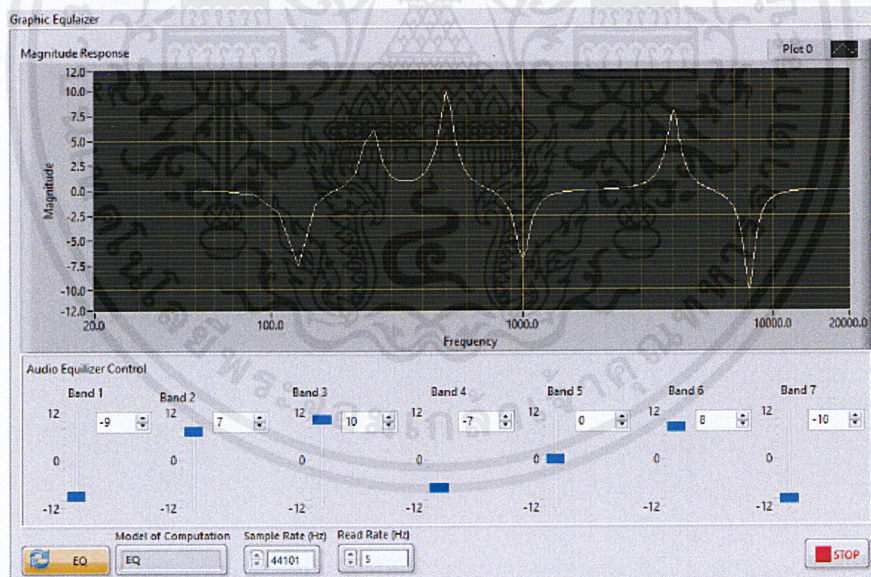 Graphic Equlaizer
Magnitude Response
Plot 0
12.0
10.0
7.5
5.0
2.5
0.0
-2.5
-5.0
-7.5
-10.0
-12.0
Magnitude
20.0 100.0 1000.0 10000.0 20000.0
Frequency
Audio Equilizer Control
Band 1 Band 2 Band 3 Band 4 Band 5 Band 6 Band 7
12 -9 12 7 12 10 12 -7 12 0 12 8 12 -10
0 0 0 0 0 0 0
-12 -12 -12 -12 -12 -12 -12
Model of Computation Sample Rate (Hz) Read Rate (Hz)
EQ EQ 44101 5 STOP